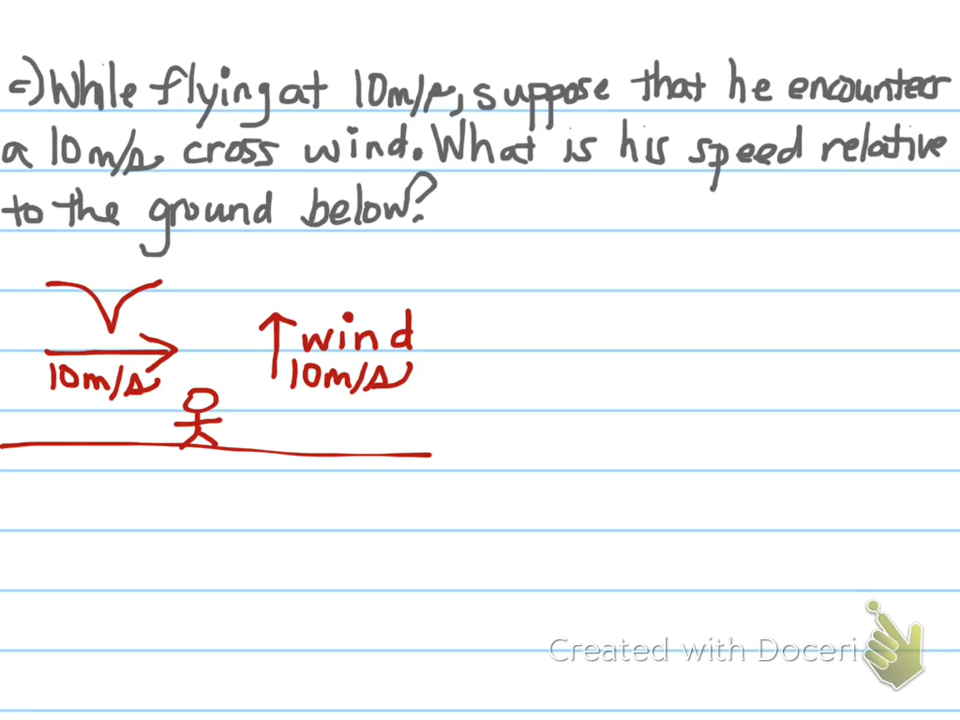 c) While flying at 10m/s, suppose that he encounters
a 10m/s cross wind. What is his speed relative
to the ground below?
wind
10m/s
10m/s
Created with Doceri